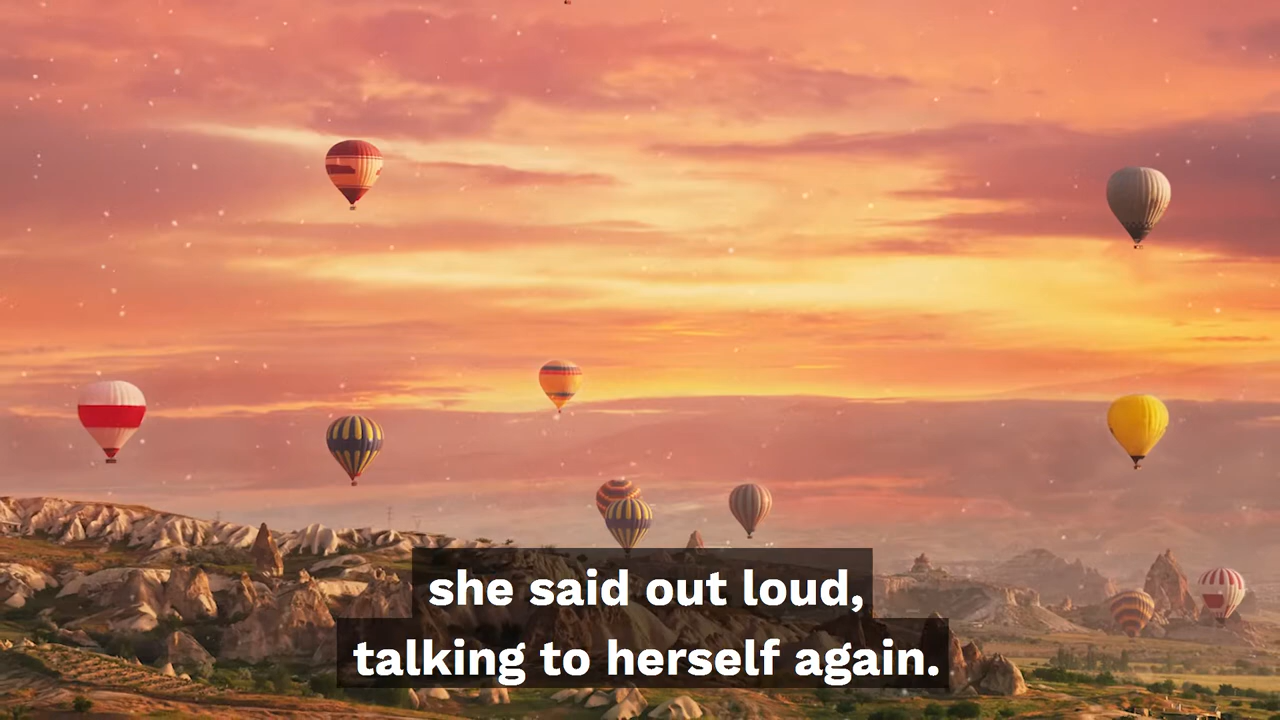 she said out loud,
talking to herself again.